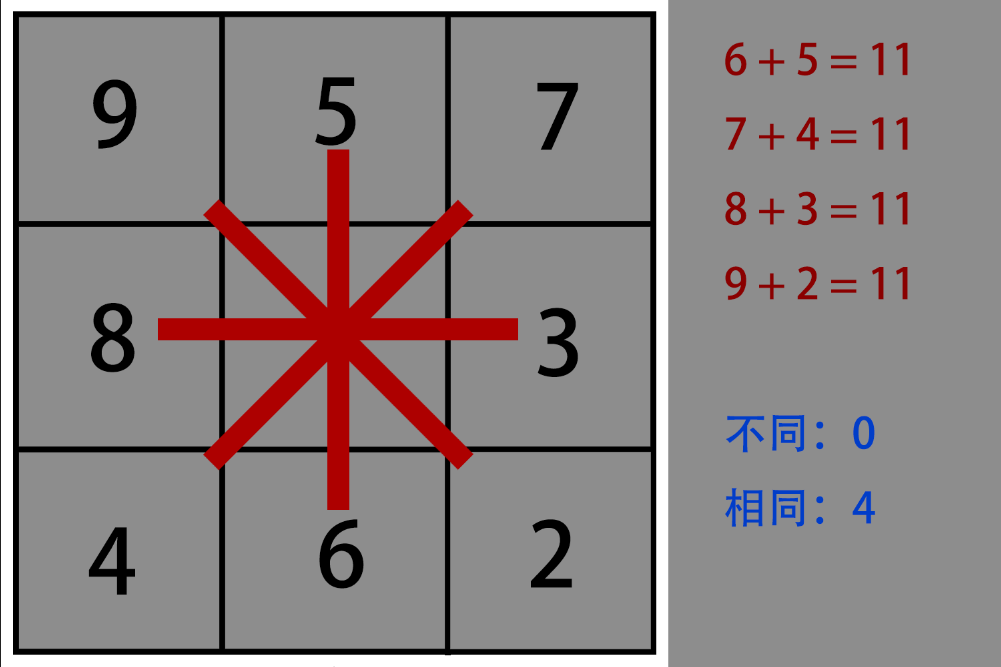 9 5 7
8 3
4 6 2
6 + 5 = 11
7 + 4 = 11
8 + 3 = 11
9 + 2 = 11
不同：0
相同：4